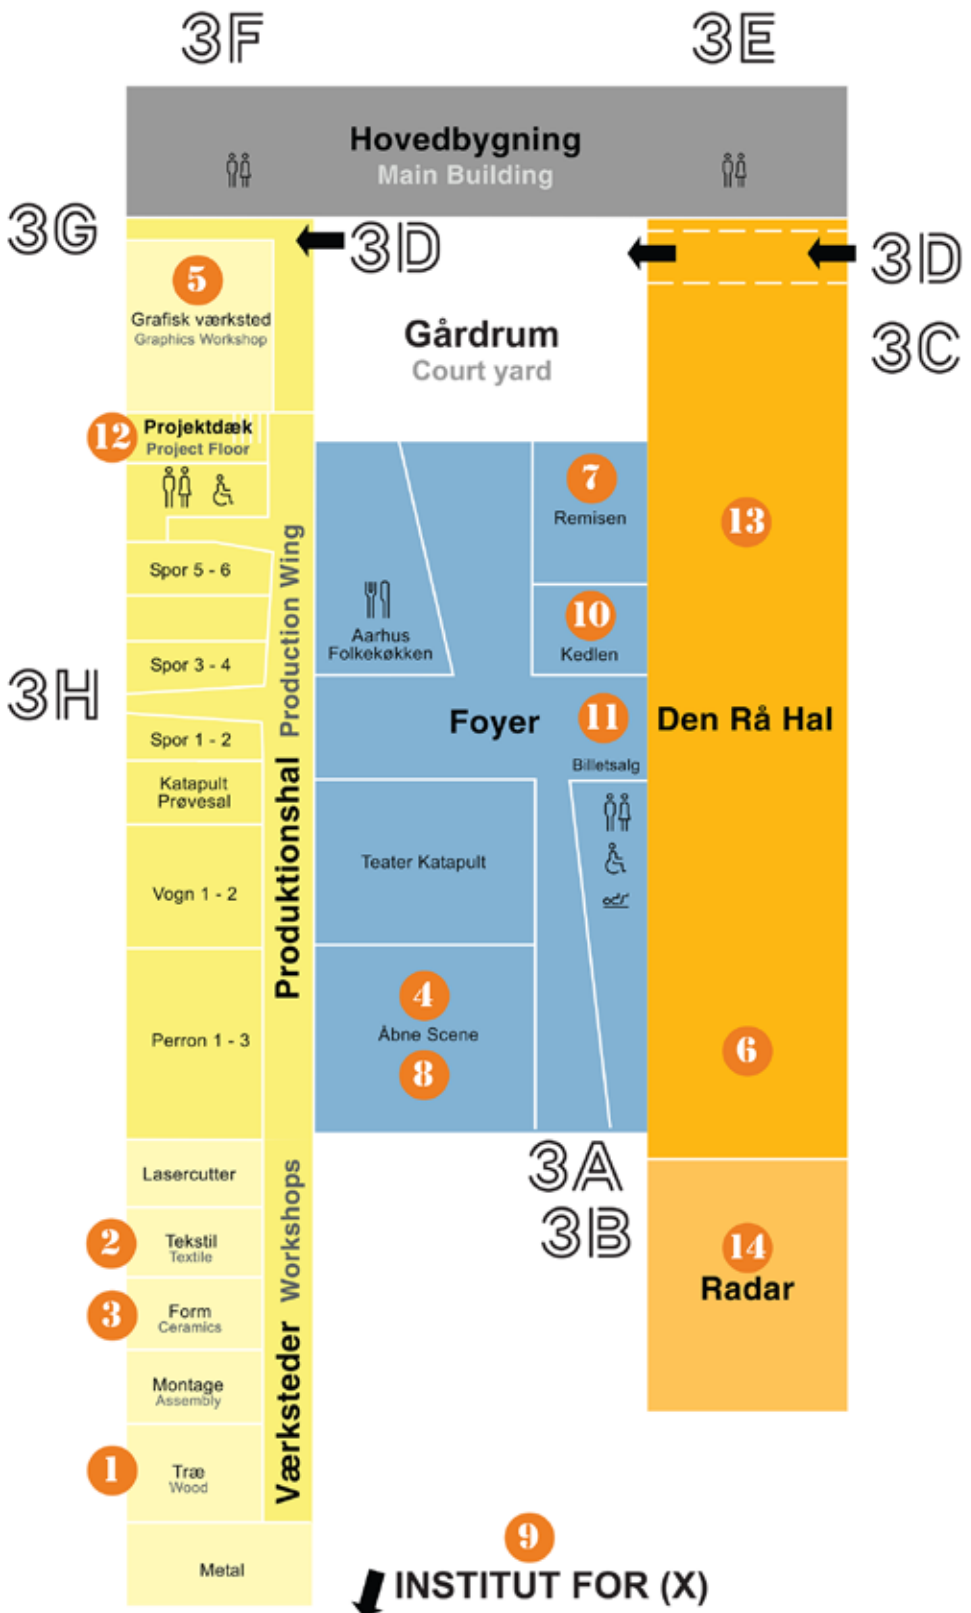 3F
3E
Hovedbygning
Main Building
3G
3D
3D
5
Grafisk værksted
Graphics Workshop
Gårdrum
Court yard
3C
12
Projektdæk
Project Floor
7
Remisen
13
Spor 5 - 6
10
Kedlen
Aarhus
Folkekøkken
Spor 3 - 4
3H
Produktionshal Production Wing
Foyer
11
Den Rå Hal
Spor 1 - 2
Billetsalg
Katapult
Prøvesal
Teater Katapult
Vogn 1 - 2
4
Åbne Scene
8
Perron 1 - 3
6
3A
3B
Lasercutter
2
Tekstil
Textile
14
Radar
3
Form
Ceramics
Værksteder Workshops
Montage
Assembly
1
Træ
Wood
9
INSTITUT FOR (X)
Metal